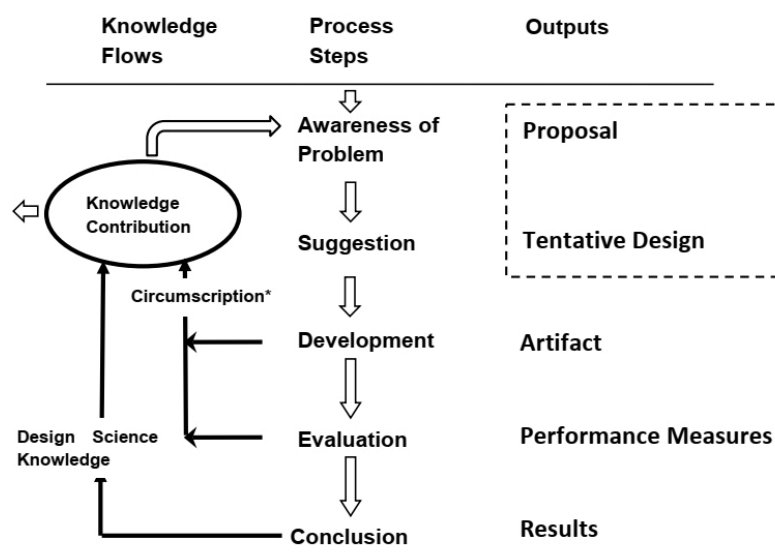 Knowledge
Flows
Process
Steps
Outputs
Awareness of
Problem
Proposal
Knowledge
Contribution
Suggestion
Tentative Design
Circumscription*
Development
Artifact
Design Science
Knowledge
Evaluation
Performance Measures
Conclusion
Results